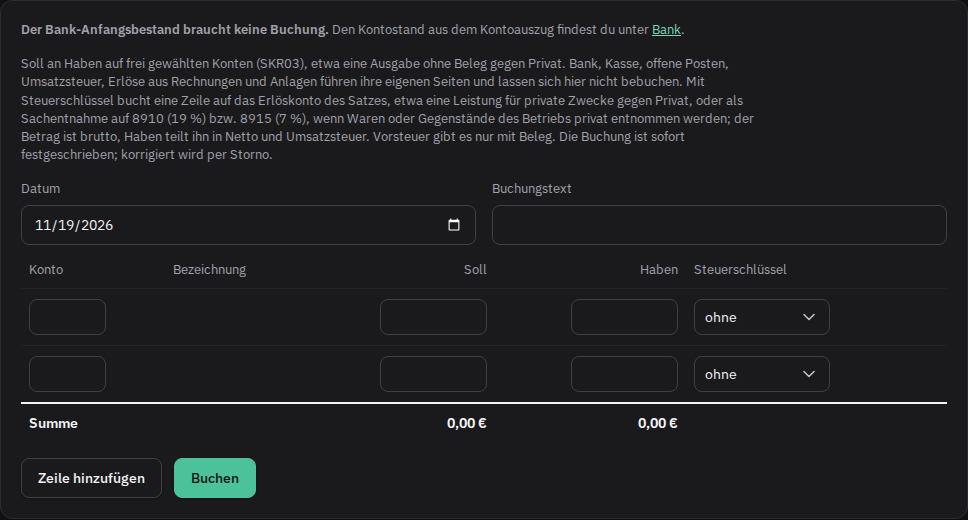 Der Bank-Anfangsbestand braucht keine Buchung. Den Kontostand aus dem Kontoauszug findest du unter Bank.
Soll an Haben auf frei gewählten Konten (SKR03), etwa eine Ausgabe ohne Beleg gegen Privat. Bank, Kasse, offene Posten,
Umsatzsteuer, Erlöse aus Rechnungen und Anlagen führen ihre eigenen Seiten und lassen sich hier nicht bebuchen. Mit
Steuerschlüssel bucht eine Zeile auf das Erlöskonto des Satzes, etwa eine Leistung für private Zwecke gegen Privat, oder als
Sachentnahme auf 8910 (19 %) bzw. 8915 (7 %), wenn Waren oder Gegenstände des Betriebs privat entnommen werden; der
Betrag ist brutto, Haben teilt ihn in Netto und Umsatzsteuer. Vorsteuer gibt es nur mit Beleg. Die Buchung ist sofort
festgeschrieben; korrigiert wird per Storno.
Datum Buchungstext
11/19/2026
Konto Bezeichnung Soll Haben Steuerschlüssel
ohne
ohne
Summe 0,00 € 0,00 €
Zeile hinzufügen Buchen